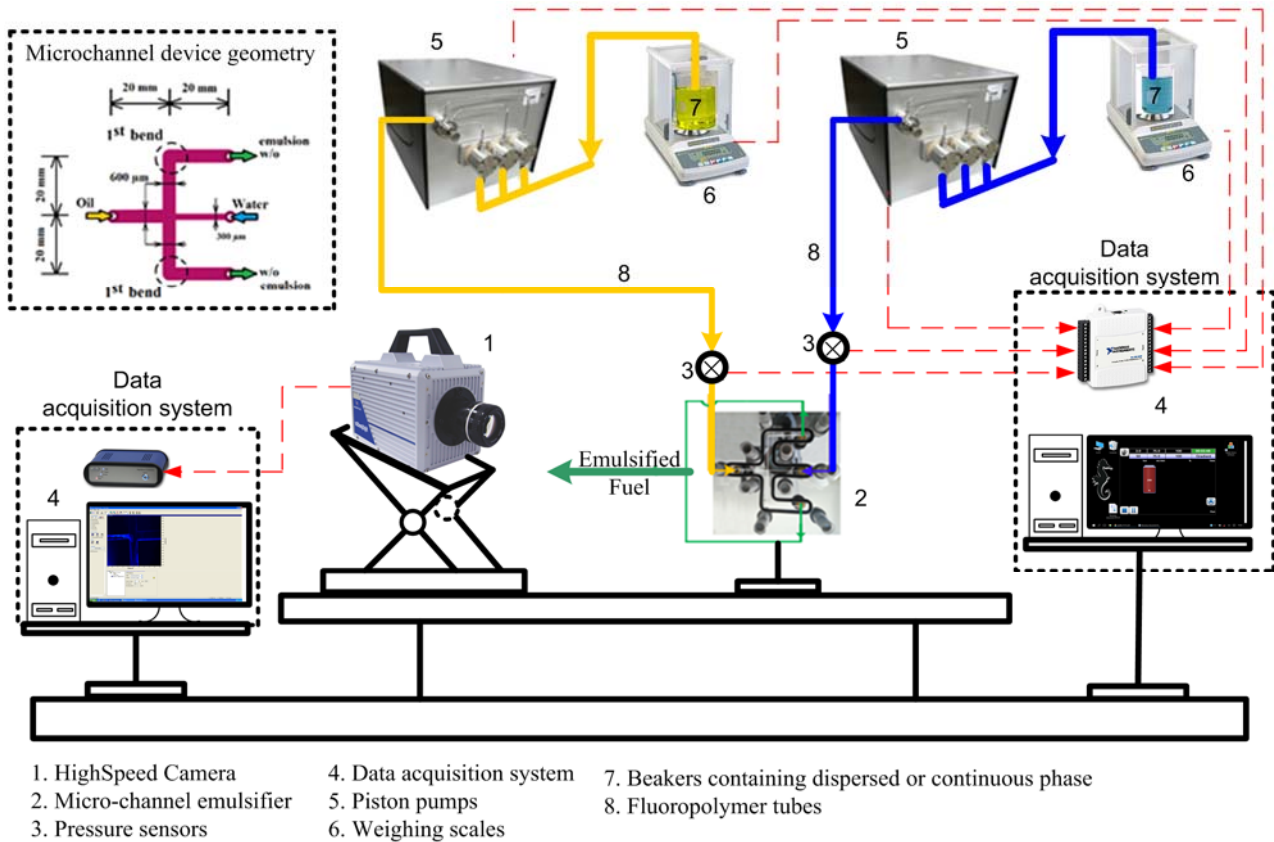 Microchannel device geometry
20 mm
20 mm
1st bend
emulsion
w/o
600 μm
20 mm
Oil
Water
300 μm
20 mm
w/o
emulsion
1st bend
5
7
6
5
7
6
8
8
3
3
1
2
Emulsified
Fuel
Data
acquisition system
4
Data
acquisition system
4
1. HighSpeed Camera
2. Micro-channel emulsifier
3. Pressure sensors
4. Data acquisition system
5. Piston pumps
6. Weighing scales
7. Beakers containing dispersed or continuous phase
8. Fluoropolymer tubes